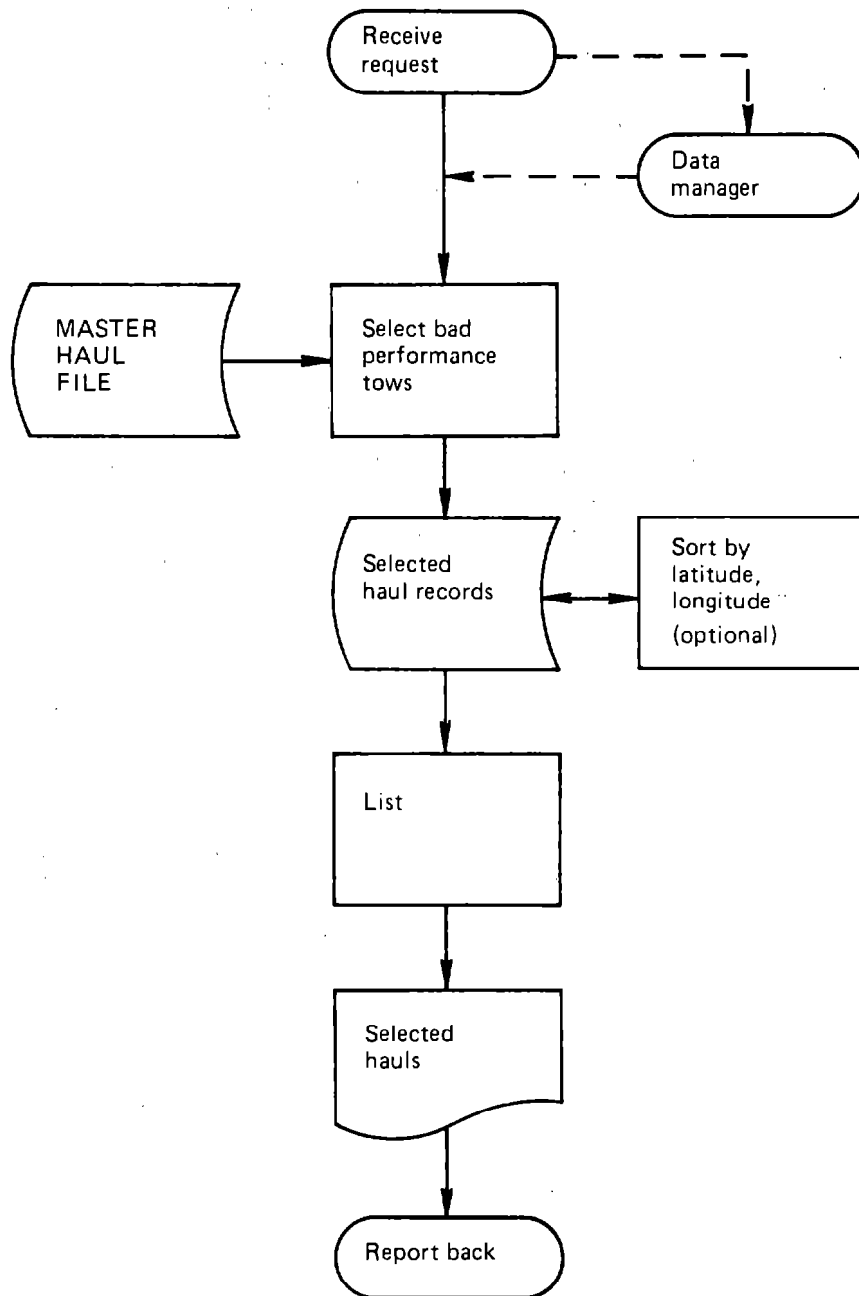 Receive
request
Data
manager
MASTER
HAUL
FILE
Select bad
performance
tows
Selected
haul records
Sort by
latitude,
longitude
(optional)
List
Selected
hauls
Report back